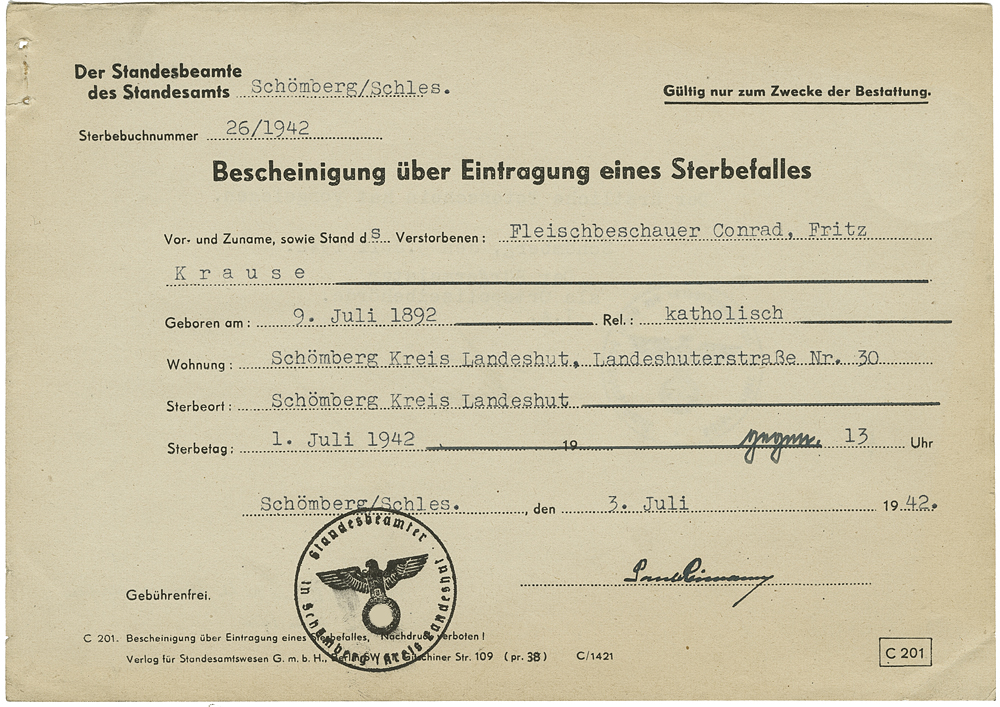 Der Standesbeamte
des Standesamts Schömberg/Schles.
Gültig nur zum Zwecke der Bestattung.
Sterbebuchnummer 26/1942
Bescheinigung über Eintragung eines Sterbefalles
Vor- und Zuname, sowie Stand d s Verstorbenen: Fleischbeschauer Conrad, Fritz
K r a u s e
Geboren am: 9. Juli 1892 Rel.: katholisch
Wohnung: Schömberg Kreis Landeshut, Landeshuterstraße Nr. 30
Sterbeort: Schömberg Kreis Landeshut
Sterbetag: 1. Juli 1942 19 gegen 13 Uhr
Schömberg/Schles. , den 3. Juli 1942.
Standesbeamter
in Schömberg Kreis Landeshut
Gebührenfrei.
C 201. Bescheinigung über Eintragung eines Sterbefalles, Nachdruck verboten!
Verlag für Standesamtswesen G. m. b. H., Berlin SW Gitschiner Str. 109 (pr. 38) C/1421
C 201